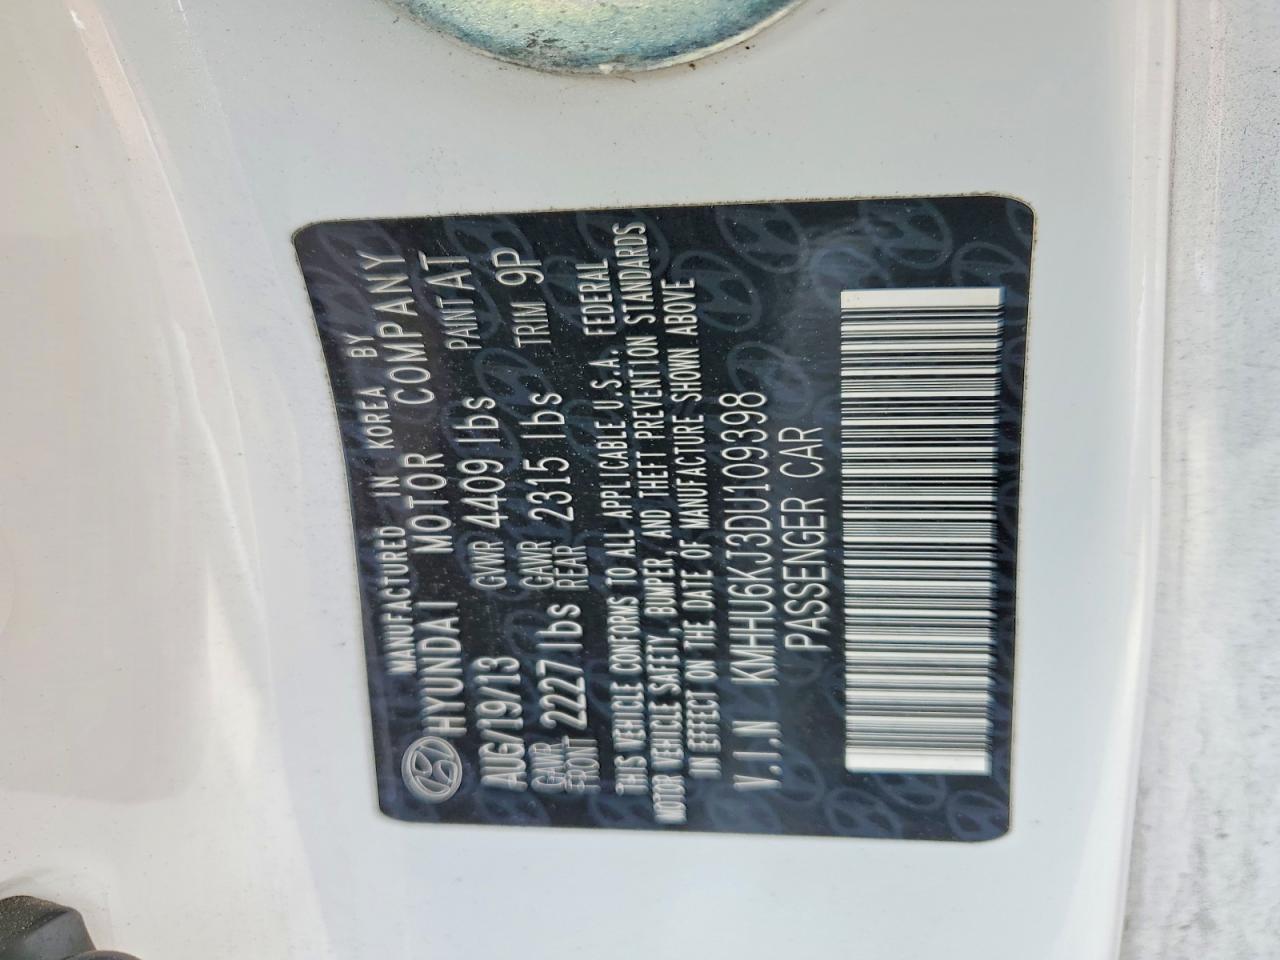 MANUFACTURED IN KOREA BY
HYUNDAI MOTOR COMPANY
AUG/19/13 GVWR 4409 lbs PAINT AT
GAWR FRONT 2227 lbs GAWR REAR 2315 lbs TRIM 9P
THIS VEHICLE CONFORMS TO ALL APPLICABLE U.S.A. FEDERAL
MOTOR VEHICLE SAFETY, BUMPER, AND THEFT PREVENTION STANDARDS
IN EFFECT ON THE DATE OF MANUFACTURE SHOWN ABOVE
V.I.N KMHHU6KJ3DU109398
PASSENGER CAR